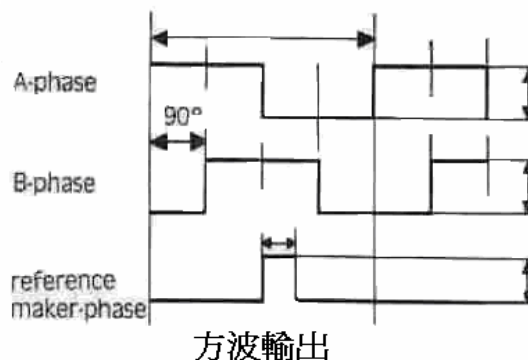 A-phase
90°
B-phase
reference
maker-phase
方波輸出